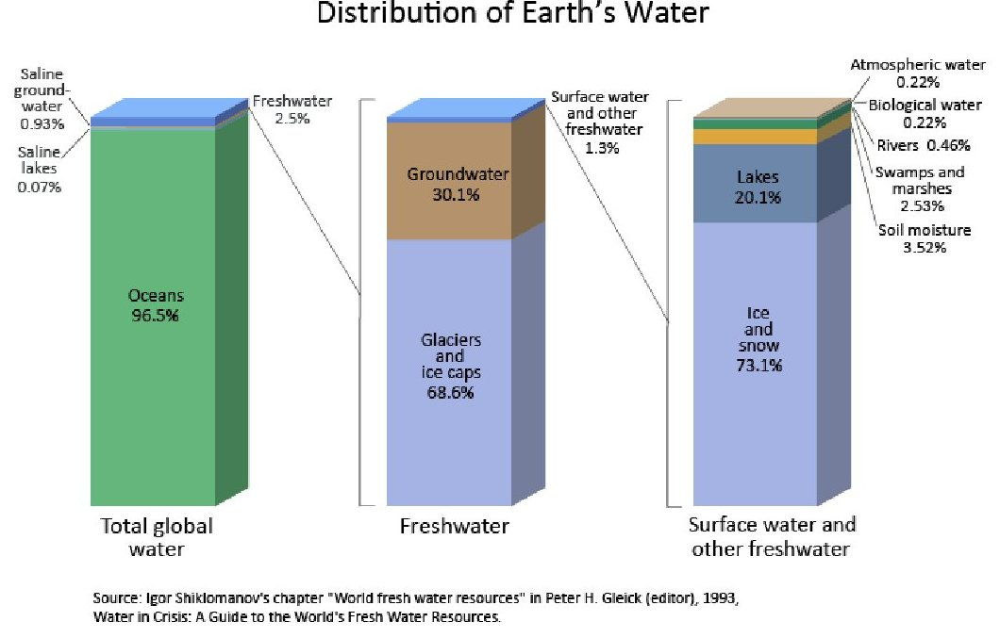 Distribution of Earth's Water
Saline
ground-
water
0.93%
Saline
lakes
0.07%
Freshwater
2.5%
Oceans
96.5%
Total global
water
Surface water
and other
freshwater
1.3%
Groundwater
30.1%
Glaciers
and
ice caps
68.6%
Freshwater
Atmospheric water
0.22%
Biological water
0.22%
Rivers 0.46%
Swamps and
marshes
2.53%
Soil moisture
3.52%
Lakes
20.1%
Ice
and
snow
73.1%
Surface water and
other freshwater
Source: Igor Shiklomanov's chapter "World fresh water resources" in Peter H. Gleick (editor), 1993,
Water in Crisis: A Guide to the World's Fresh Water Resources.